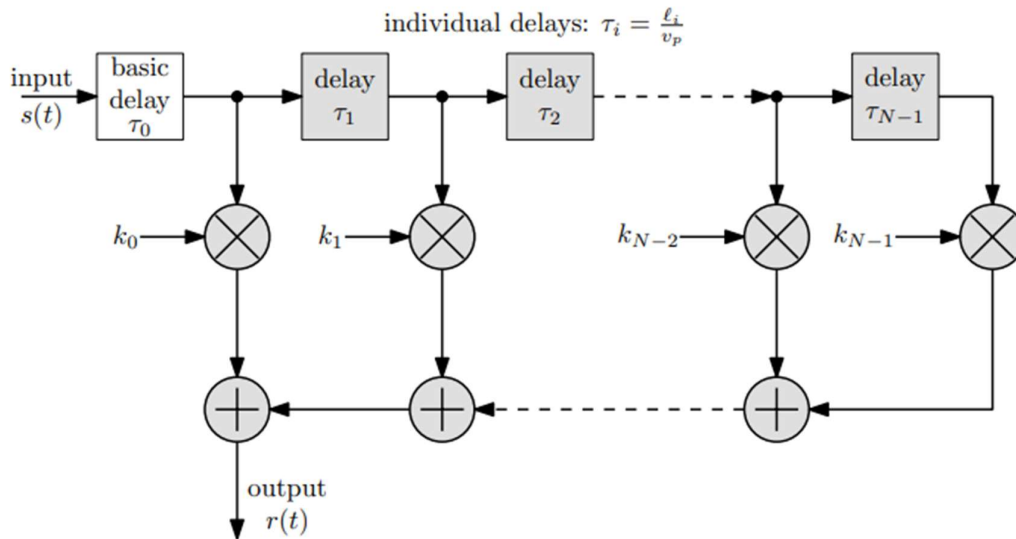 individual delays: τ_i = ℓ_i / v_p
input
s(t)
basic
delay
τ_0
delay
τ_1
delay
τ_2
delay
τ_{N−1}
k_0
k_1
k_{N−2}
k_{N−1}
output
r(t)